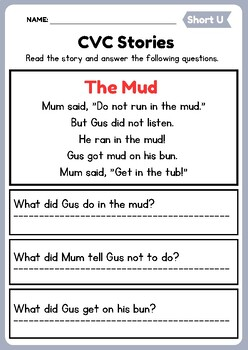 NAME:
Short U
CVC Stories
Read the story and answer the following questions.
The Mud
Mum said, "Do not run in the mud."
But Gus did not listen.
He ran in the mud!
Gus got mud on his bun.
Mum said, "Get in the tub!"
What did Gus do in the mud?
What did Mum tell Gus not to do?
What did Gus get on his bun?